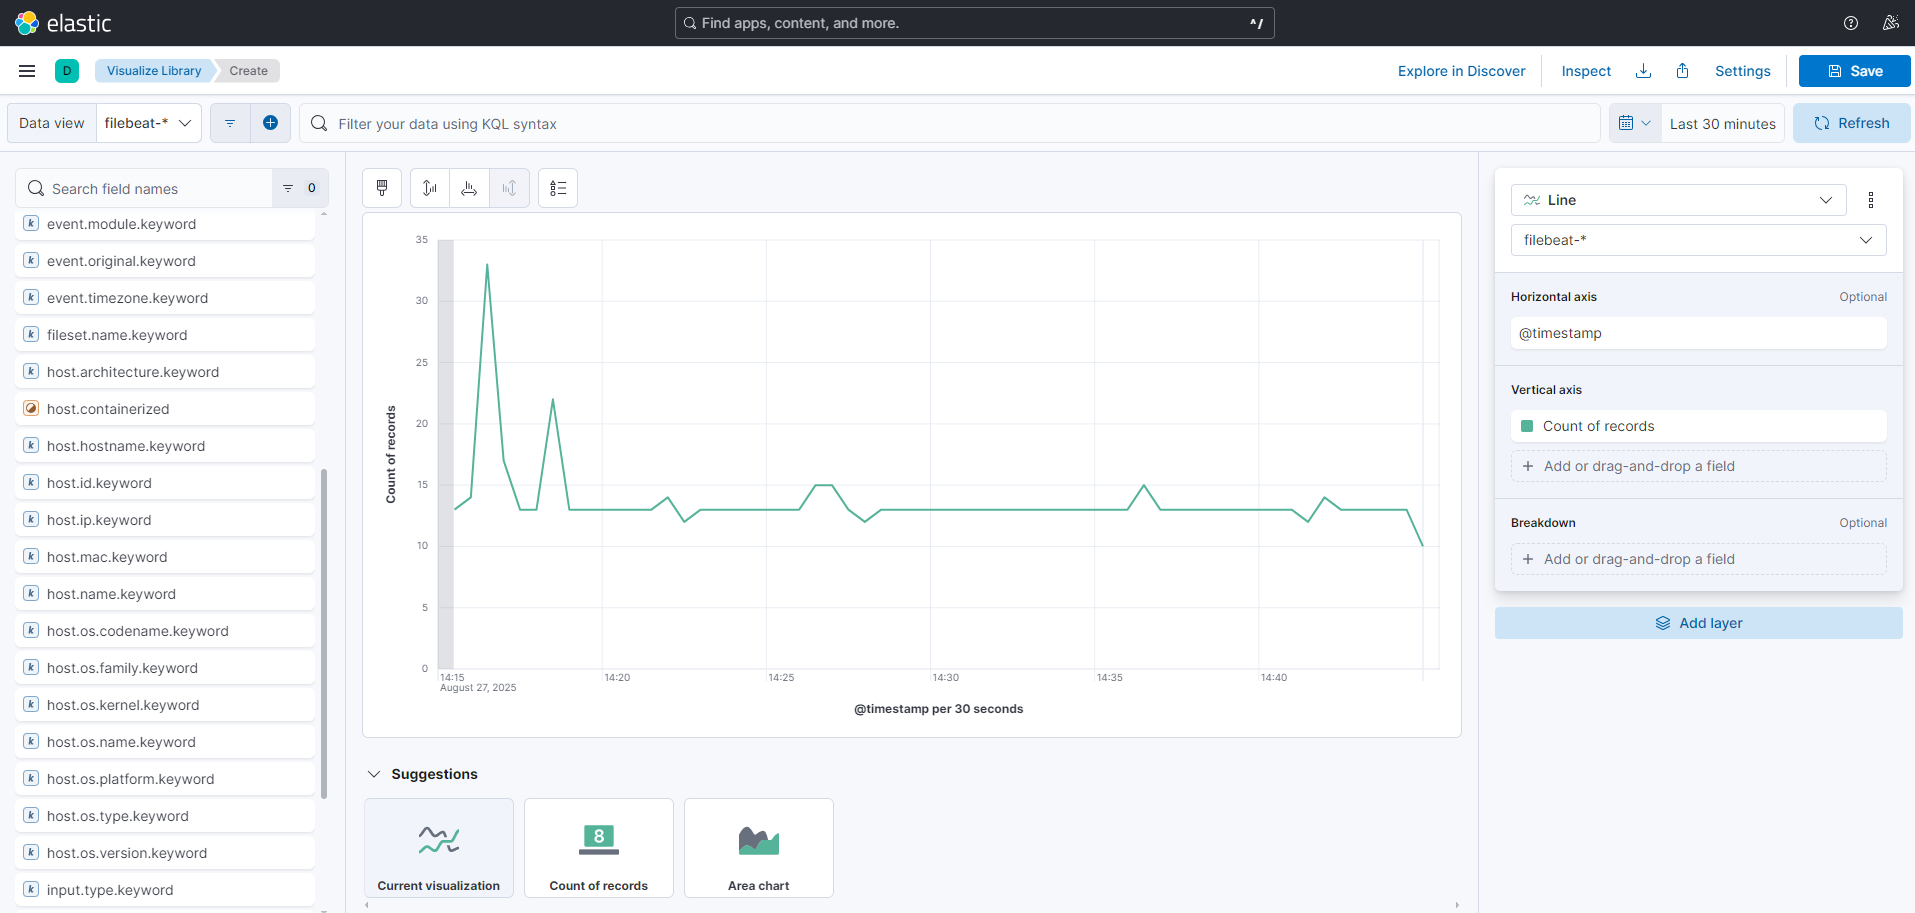 elastic
Find apps, content, and more.
^/
D
Visualize Library
Create
Explore in Discover
Inspect
Settings
Save
Data view
filebeat-*
Filter your data using KQL syntax
Last 30 minutes
Refresh
Search field names
0
k event.module.keyword
k event.original.keyword
k event.timezone.keyword
k fileset.name.keyword
k host.architecture.keyword
host.containerized
k host.hostname.keyword
k host.id.keyword
k host.ip.keyword
k host.mac.keyword
k host.name.keyword
k host.os.codename.keyword
k host.os.family.keyword
k host.os.kernel.keyword
k host.os.name.keyword
k host.os.platform.keyword
k host.os.type.keyword
k host.os.version.keyword
k input.type.keyword
Count of records
35
30
25
20
15
10
5
0
14:15
August 27, 2025
14:20
14:25
14:30
14:35
14:40
@timestamp per 30 seconds
Suggestions
Current visualization
8
Count of records
Area chart
Line
filebeat-*
Horizontal axis
Optional
@timestamp
Vertical axis
Count of records
+ Add or drag-and-drop a field
Breakdown
Optional
+ Add or drag-and-drop a field
Add layer